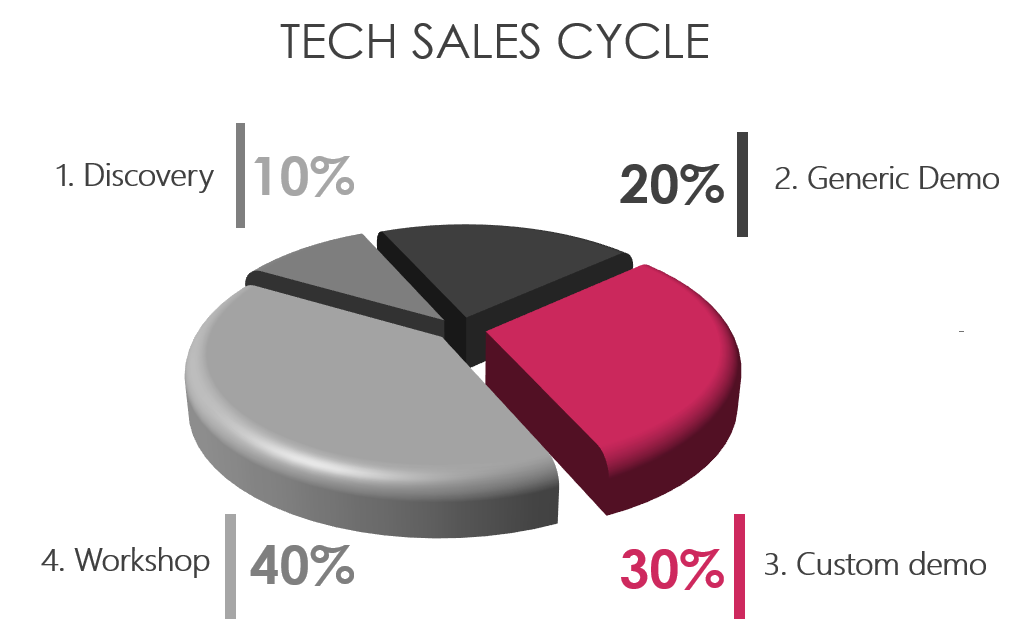 TECH SALES CYCLE
1. Discovery
10%
20%
2. Generic Demo
4. Workshop
40%
30%
3. Custom demo